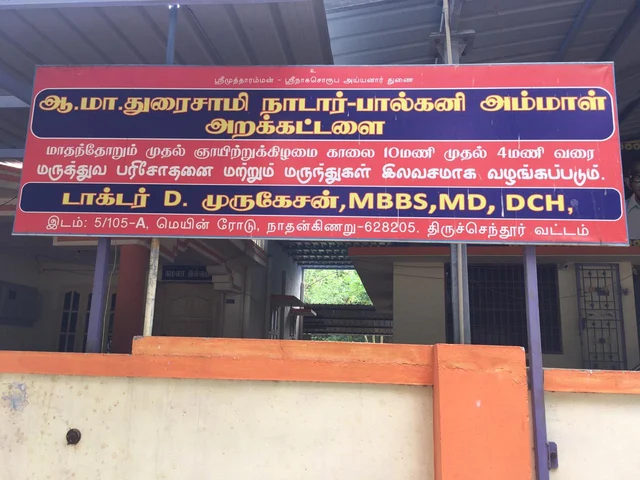 உ
ஸ்ரீமுத்தாரம்மன் - ஸ்ரீநாகசொரூப அய்யனார் துணை
ஆ.மா.துரைசாமி நாடார்-பால்கனி அம்மாள்
அறக்கட்டளை
மாதந்தோறும் முதல் ஞாயிற்றுக்கிழமை காலை 10மணி முதல் 4மணி வரை
மருத்துவ பரிசோதனை மற்றும் மருந்துகள் இலவசமாக வழங்கப்படும்.
டாக்டர் D. முருகேசன்,MBBS,MD, DCH,
இடம்: 5/105-A, மெயின் ரோடு, நாதன்கிணறு-628205. திருச்செந்தூர் வட்டம்